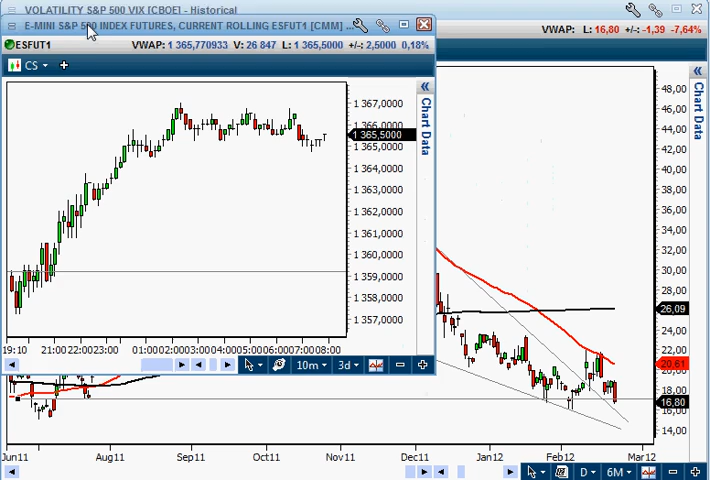 VOLATILITY S&P 500 VIX [CBOE] - Historical
E-MINI S&P 500 INDEX FUTURES, CURRENT ROLLING ESFUT1 [CMM] ...
ESFUT1 VWAP: 1 365,770933 V: 26 847 L: 1 365,5000 +/-: 2,5000 0,18%
VWAP: L: 16,80 +/-: -1,39 -7,64%
CS
Chart Data
1 367,0000
1 365,5000
1 365,0000
1 364,0000
1 363,0000
1 362,0000
1 361,0000
1 360,0000
1 359,0000
1 358,0000
1 357,0000
19:10 21:00 22:00 23:00 01:00 02:00 03:00 04:00 05:00 06:00 07:00 08:00
10m 3d
Chart Data
48,00
46,00
44,00
42,00
40,00
38,00
36,00
34,00
32,00
30,00
28,00
26,09
24,00
22,00
20,61
18,00
16,80
16,00
14,00
Jun11 Aug11 Sep11 Oct11 Nov11 Dec11 Jan12 Feb12 Mar12
D 6M